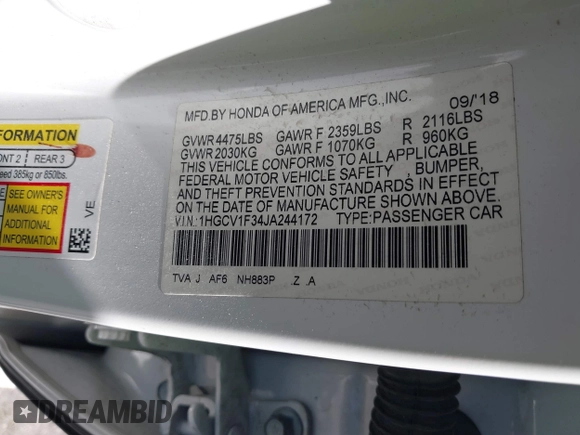 MFD.BY HONDA OF AMERICA MFG.,INC. 09/'18
GVWR 4475LBS GAWR F 2359LBS R 2116LBS
GVWR 2030KG GAWR F 1070KG R 960KG
THIS VEHICLE CONFORMS TO ALL APPLICABLE
FEDERAL MOTOR VEHICLE SAFETY , BUMPER,
AND THEFT PREVENTION STANDARDS IN EFFECT
ON THE DATE OF MANUFACTURE SHOWN ABOVE.
V.I.N.:1HGCV1F34JA244172 TYPE:PASSENGER CAR
TVA J AF6 NH883P .Z .A
FORMATION
ONT 2 REAR 3
eed 385kg or 850lbs.
SEE OWNER'S
MANUAL FOR
ADDITIONAL
INFORMATION
VE
DREAMBID